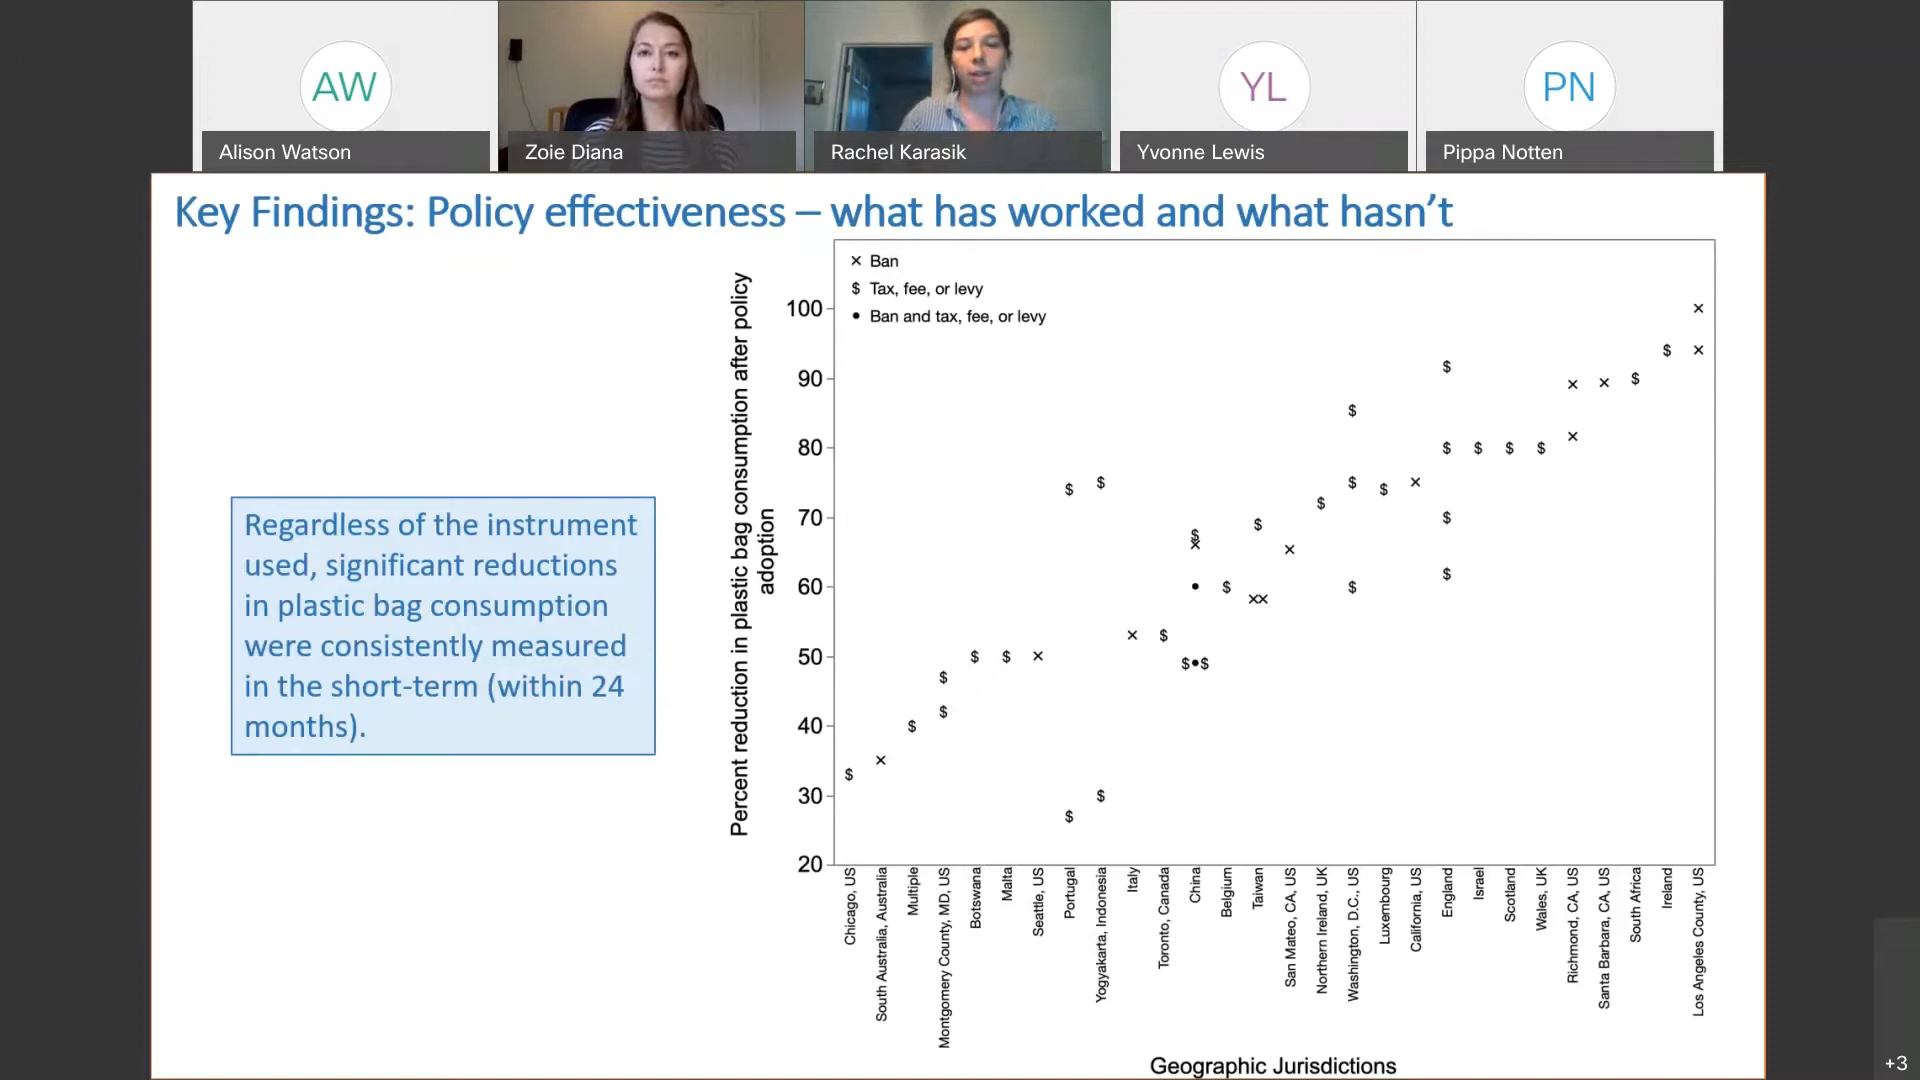 AW
YL
PN
Alison Watson
Zoie Diana
Rachel Karasik
Yvonne Lewis
Pippa Notten
Key Findings: Policy effectiveness – what has worked and what hasn't
Regardless of the instrument
used, significant reductions
in plastic bag consumption
were consistently measured
in the short-term (within 24
months).
Percent reduction in plastic bag consumption after policy
adoption
× Ban
$ Tax, fee, or levy
• Ban and tax, fee, or levy
100
90
80
70
60
50
40
30
20
Chicago, US
South Australia, Australia
Multiple
Montgomery County, MD, US
Botswana
Malta
Seattle, US
Portugal
Yogyakarta, Indonesia
Italy
Toronto, Canada
China
Belgium
Taiwan
San Mateo, CA, US
Northern Ireland, UK
Washington, D.C., US
Luxembourg
California, US
England
Israel
Scotland
Wales, UK
Richmond, CA, US
Santa Barbara, CA, US
South Africa
Ireland
Los Angeles County, US
Geographic Jurisdictions
+3